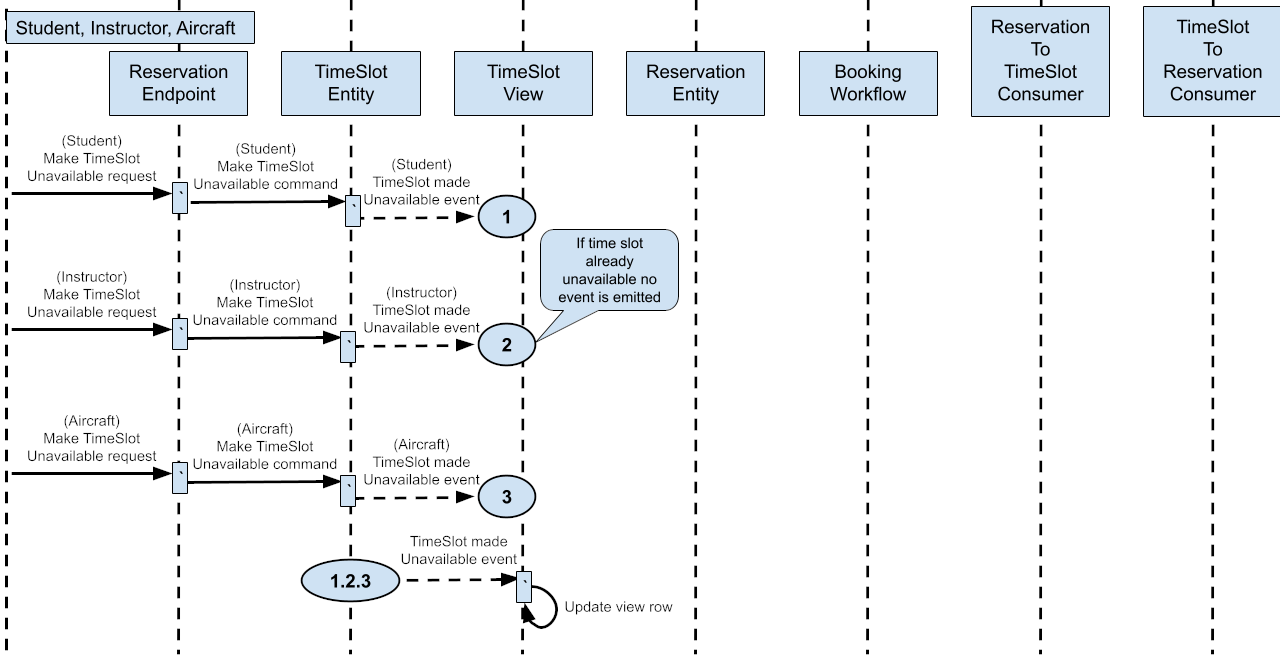 Student, Instructor, Aircraft
Reservation
Endpoint
TimeSlot
Entity
TimeSlot
View
Reservation
Entity
Booking
Workflow
Reservation
To
TimeSlot
Consumer
TimeSlot
To
Reservation
Consumer
(Student)
Make TimeSlot
Unavailable request
(Student)
Make TimeSlot
Unavailable command
(Student)
TimeSlot made
Unavailable event
1
If time slot
already
unavailable no
event is emitted
(Instructor)
Make TimeSlot
Unavailable request
(Instructor)
Make TimeSlot
Unavailable command
(Instructor)
TimeSlot made
Unavailable event
2
(Aircraft)
Make TimeSlot
Unavailable request
(Aircraft)
Make TimeSlot
Unavailable command
(Aircraft)
TimeSlot made
Unavailable event
3
1.2.3
TimeSlot made
Unavailable event
Update view row